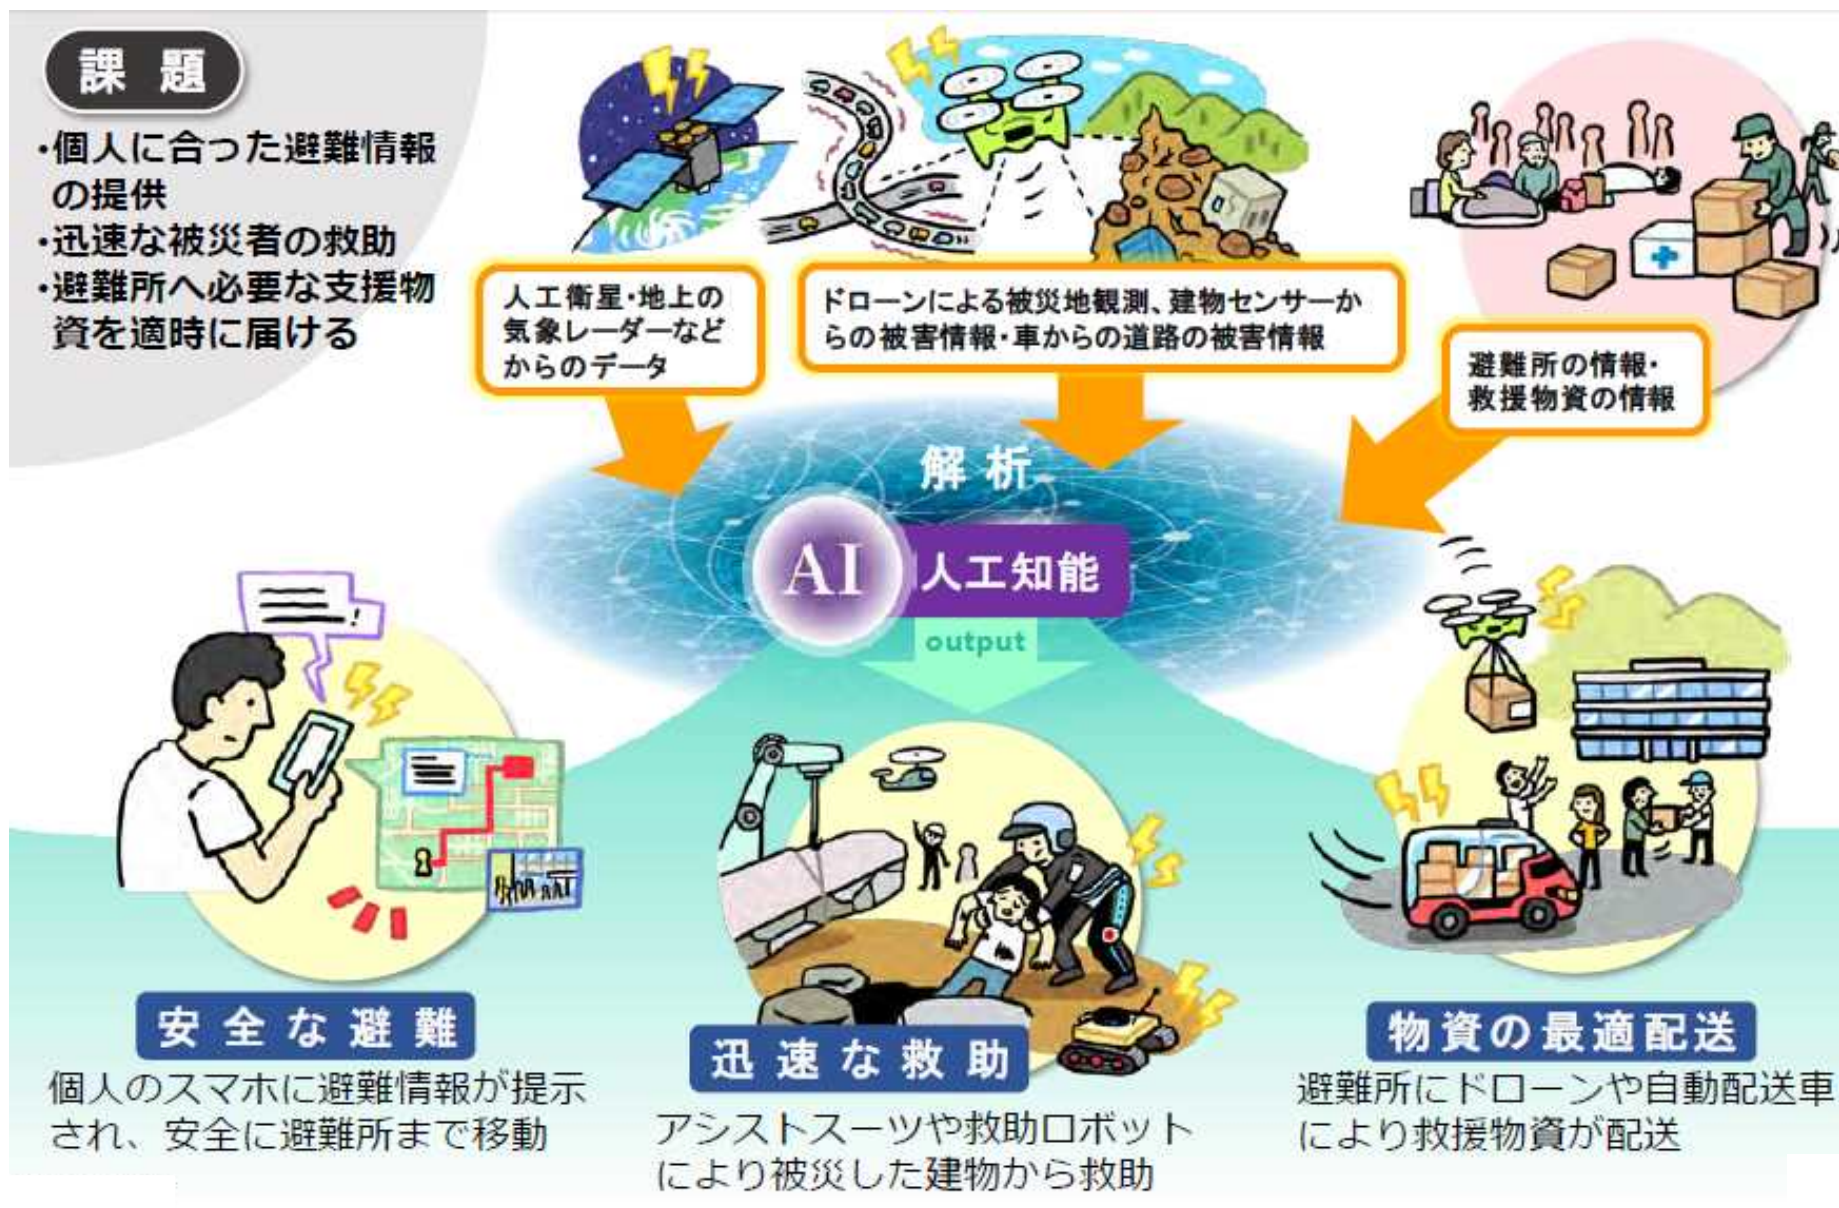 課 題
・個人に合った避難情報
の提供
・迅速な被災者の救助
・避難所へ必要な支援物
資を適時に届ける
人工衛星・地上の
気象レーダーなど
からのデータ
ドローンによる被災地観測、建物センサーか
らの被害情報・車からの道路の被害情報
避難所の情報・
救援物資の情報
解 析
AI 人工知能
output
安 全 な 避 難
個人のスマホに避難情報が提示
され、安全に避難所まで移動
迅 速 な 救 助
アシストスーツや救助ロボット
により被災した建物から救助
物資の最適配送
避難所にドローンや自動配送車
により救援物資が配送